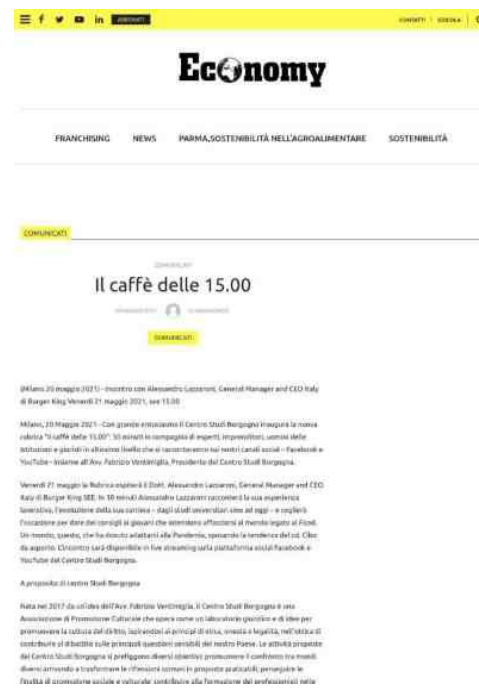 ABBONATI
CONTATTI | EDICOLA
Economy
FRANCHISING NEWS PARMA,SOSTENIBILITÀ NELL'AGROALIMENTARE SOSTENIBILITÀ
COMUNICATI
COMUNICATI
Il caffè delle 15.00
COMUNICATI
(Milano 20 maggio 2021) - Incontro con Alessandro Lazzaroni, General Manager and CEO Italy
di Burger King Venerdì 21 maggio 2021, ore 15.00
Milano, 20 Maggio 2021 - Con grande entusiasmo il Centro Studi Borgogna inaugura la nuova
rubrica "Il caffè delle 15.00": 30 minuti in compagnia di esperti, imprenditori, uomini delle
istituzioni e giuristi di altissimo livello che si racconteranno sui nostri canali social – Facebook e
YouTube – insieme all'Avv. Fabrizio Ventimiglia, Presidente del Centro Studi Borgogna.
Venerdì 21 maggio la Rubrica ospiterà il Dott. Alessandro Lazzaroni, General Manager and CEO
Italy di Burger King SEE. In 30 minuti Alessandro Lazzaroni racconterà la sua esperienza
lavorativa, l'evoluzione della sua carriera – dagli studi universitari sino ad oggi – e coglierà
l'occasione per dare dei consigli ai giovani che intendono affacciarsi al mondo legato al Food.
Un mondo, questo, che ha dovuto adattarsi alla Pandemia, sposando la tendenza del cd. Cibo
da asporto. L'incontro sarà disponibile in live streaming sulla piattaforma social Facebook e
YouTube del Centro Studi Borgogna.
A proposito di centro Studi Borgogna
Nata nel 2017 da un'idea dell'Avv. Fabrizio Ventimiglia, il Centro Studi Borgogna è una
Associazione di Promozione Culturale che opera come un laboratorio giuridico e di idee per
promuovere la cultura del diritto, ispirandosi ai principi di etica, onestà e legalità, nell'ottica di
contribuire al dibattito sulle principali questioni sensibili del nostro Paese. Le attività proposte
dal Centro Studi Borgogna si prefiggono diversi obiettivi: promuovere il confronto tra mondi
diversi arrivando a trasformare le riflessioni comuni in proposte praticabili; perseguire le
finalità di promozione sociale e culturale; contribuire alla formazione dei professionisti nelle